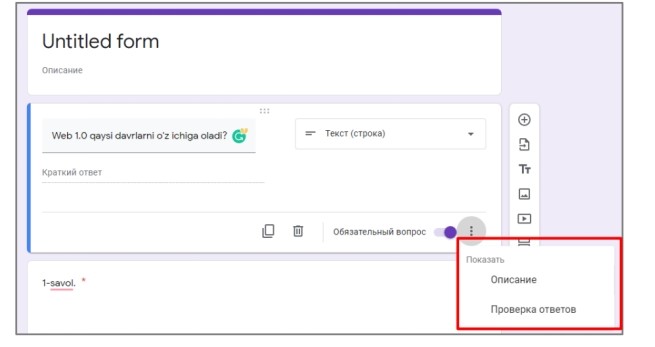 Untitled form
Описание
Web 1.0 qaysi davrlarni o'z ichiga oladi?
Текст (строка)
Краткий ответ
Обязательный вопрос
Показать
Описание
Проверка ответов
1-savol. *
Тт